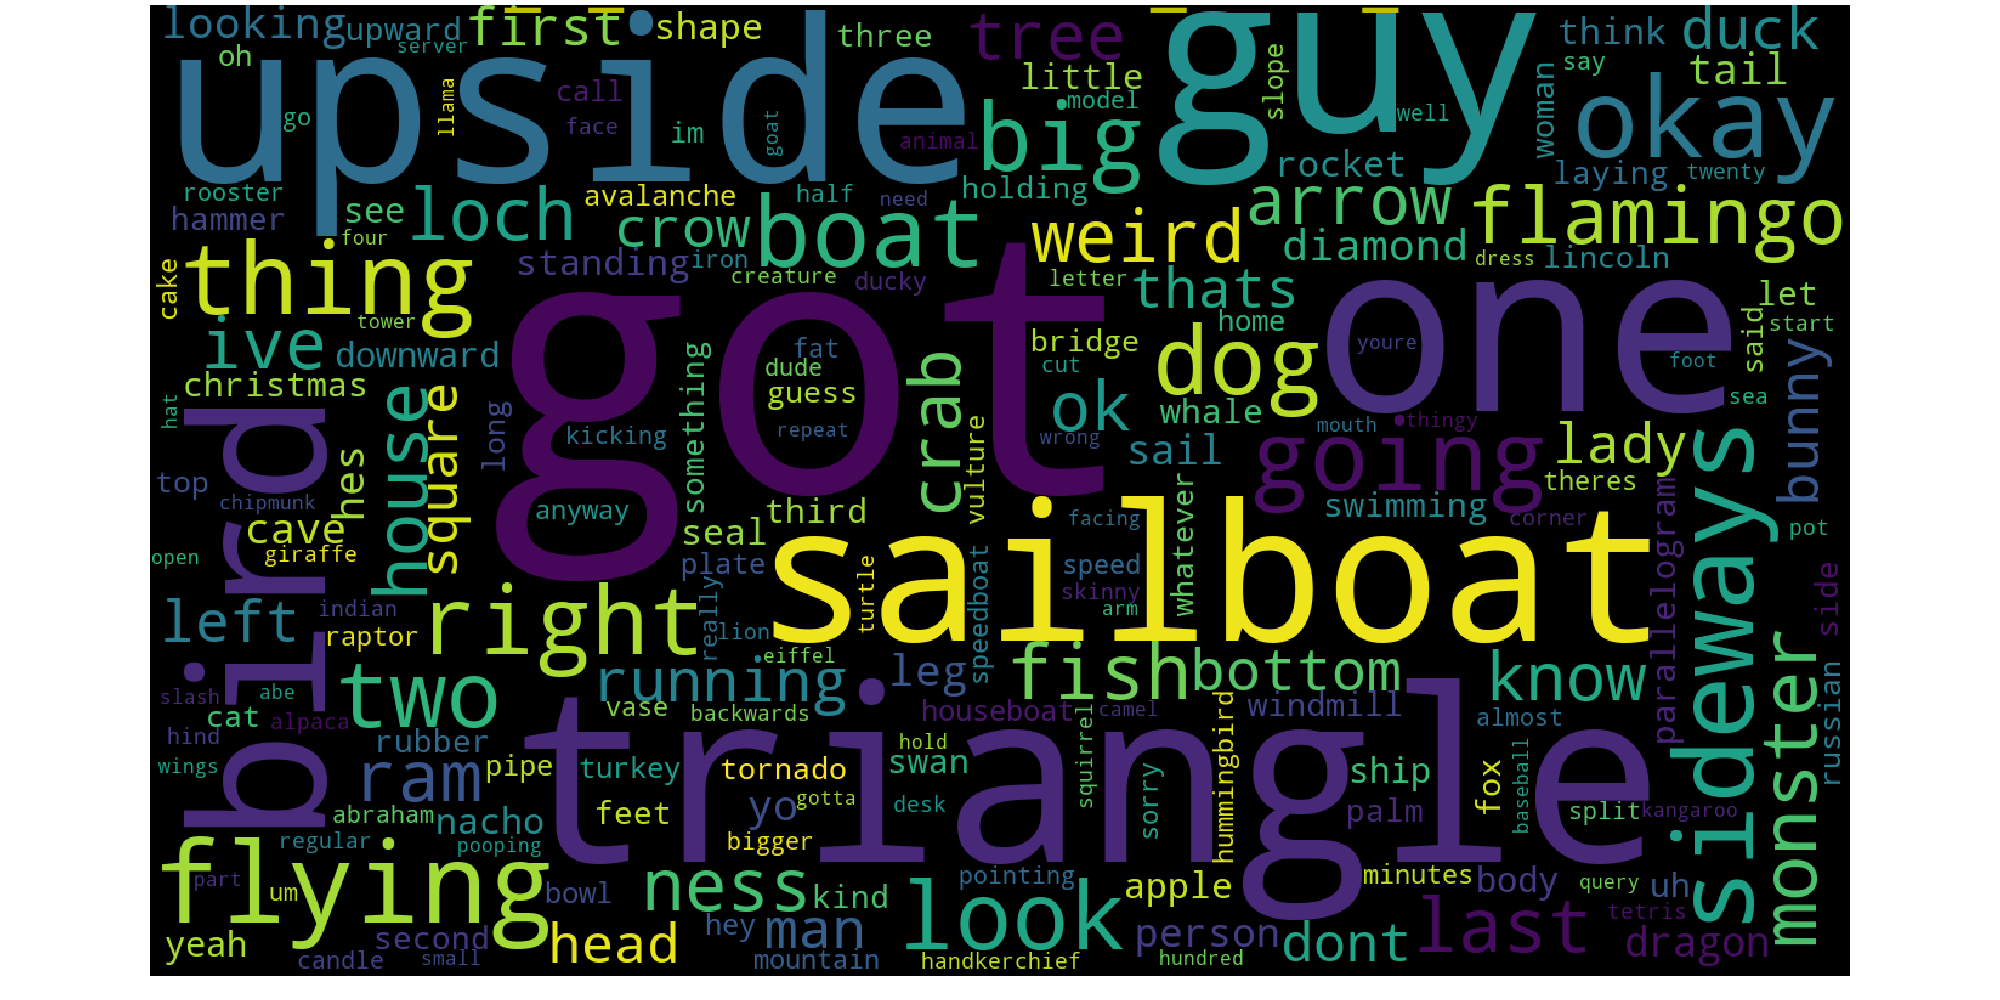 looking
upward
first
shape
three
tree
guy
think
duck
oh
server
upside
little
say
tail
go
llama
call
face
im
goat
animal
big
model
slope
well
woman
okay
rooster
hammer
see
four
loch
avalanche
crow
half
boat
need
holding
rocket
laying
twenty
arrow
flamingo
weird
diamond
cake
thing
standing
iron
creature
ducky
letter
thats
dress
lincoln
let
tower
ive
downward
got
home
one
start
said
christmas
fat
dude
guess
bridge
cut
dog
youre
foot
sea
hat
bird
house
square
long
kicking
something
repeat
crab
ok
wrong
whale
mouth
thingy
bunny
top
chipmunk
hes
vulture
sail
going
lady
theres
cave
giraffe
anyway
seal
third
whatever
swimming
corner
facing
sideways
pot
open
plate
sailboat
turtle
speedboat
speed
skinny
arm
parallelogram
side
left
indian
raptor
right
really
lion
eiffel
fish
bottom
know
monster
slash
abe
two
running
leg
cat
alpaca
vase
backwards
houseboat
camel
windmill
almost
russian
hind
wings
rubber
ram
pipe
turkey
triangle
tornado
hold
swan
squirrel
hummingbird
ship
fox
baseball
abraham
nacho
feet
yo
gotta
desk
sorry
palm
split
kangaroo
regular
pooping
bigger
flying
part
um
bowl
ness
kind
look
pointing
apple
minutes
body
query
uh
tetris
yeah
second
head
hey
man
person
dont
last
dragon
candle
small
mountain
handkerchief
hundred